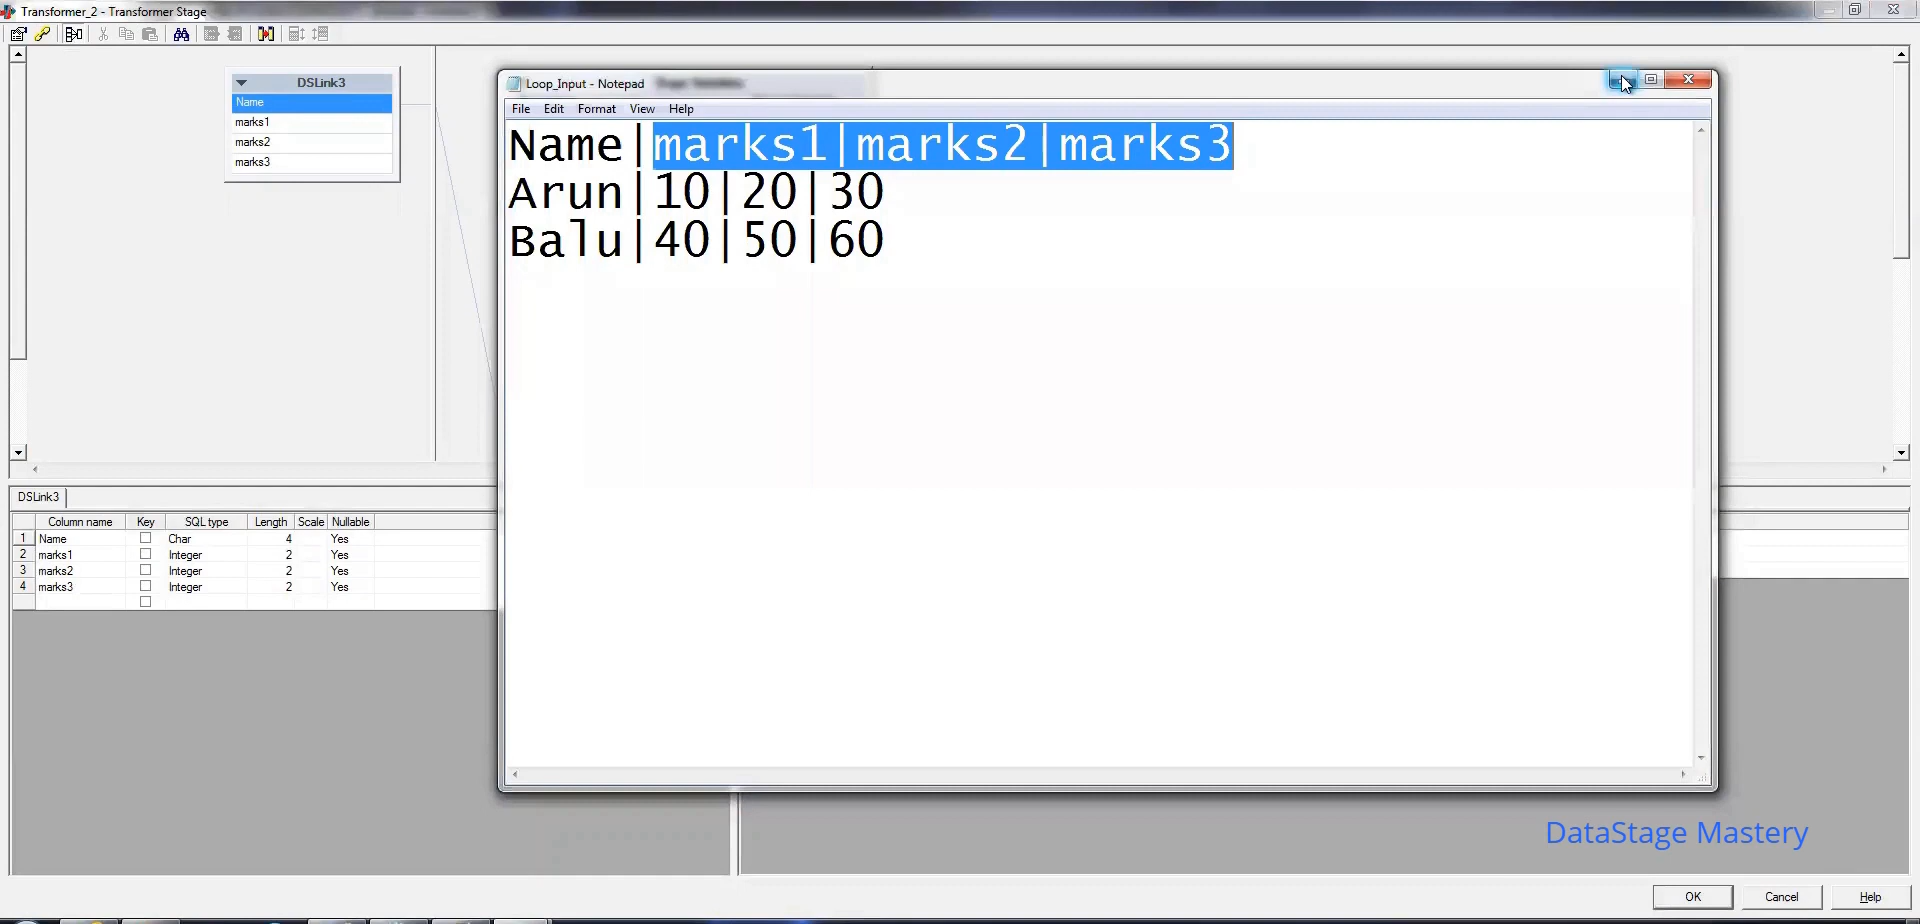 Transformer_2 - Transformer Stage
DSLink3
Name
marks1
marks2
marks3
Loop_Input - Notepad
File Edit Format View Help
Name|marks1|marks2|marks3
Arun|10|20|30
Balu|40|50|60
DSLink3
Column name Key SQL type Length Scale Nullable
1 Name Char 4 Yes
2 marks1 Integer 2 Yes
3 marks2 Integer 2 Yes
4 marks3 Integer 2 Yes
DataStage Mastery
OK Cancel Help